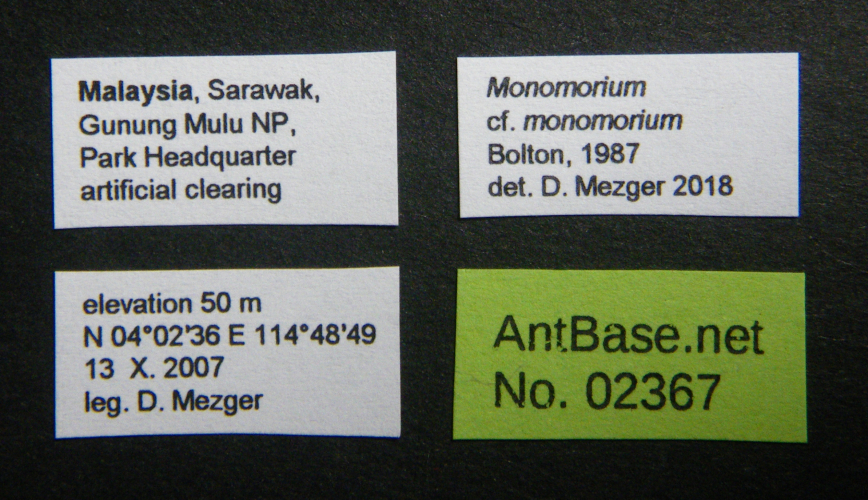 Malaysia, Sarawak,
Gunung Mulu NP,
Park Headquarter
artificial clearing
elevation 50 m
N 04°02'36 E 114°48'49
13 X. 2007
leg. D. Mezger
Monomorium
cf. monomorium
Bolton, 1987
det. D. Mezger 2018
AntBase.net
No. 02367